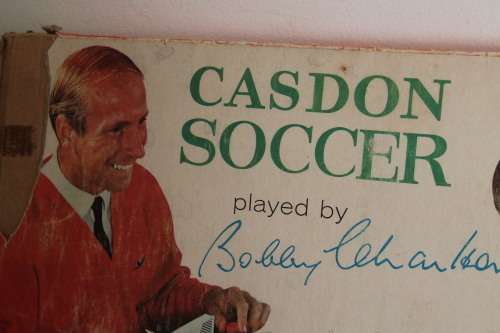 CASDON
SOCCER
played by
Bobby Charlton